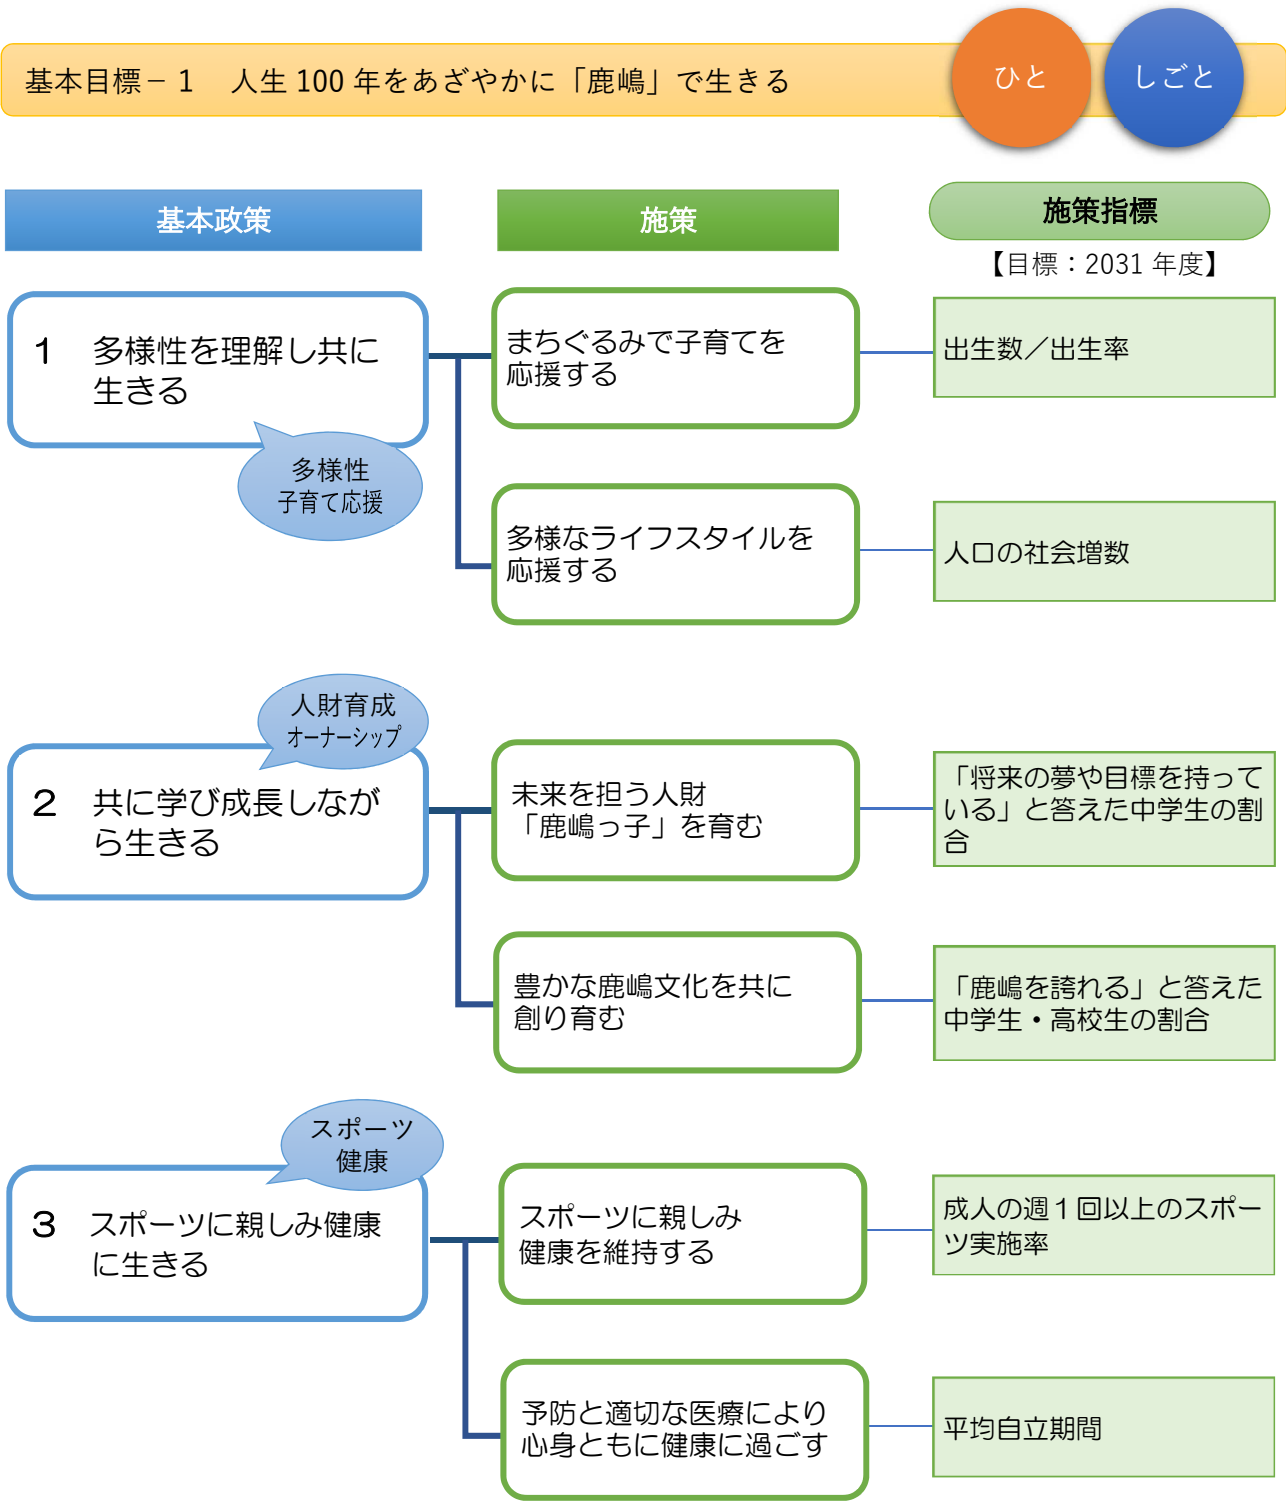 基本目標－1　人生 100 年をあざやかに「鹿嶋」で生きる
ひと
しごと
基本政策
施策
施策指標
【目標：2031 年度】
1　多様性を理解し共に
生きる
多様性
子育て応援
まちぐるみで子育てを
応援する
出生数／出生率
多様なライフスタイルを
応援する
人口の社会増数
人財育成
オーナーシップ
2　共に学び成長しなが
ら生きる
未来を担う人財
「鹿嶋っ子」を育む
「将来の夢や目標を持って
いる」と答えた中学生の割
合
豊かな鹿嶋文化を共に
創り育む
「鹿嶋を誇れる」と答えた
中学生・高校生の割合
スポーツ
健康
3　スポーツに親しみ健康
に生きる
スポーツに親しみ
健康を維持する
成人の週１回以上のスポー
ツ実施率
予防と適切な医療により
心身ともに健康に過ごす
平均自立期間